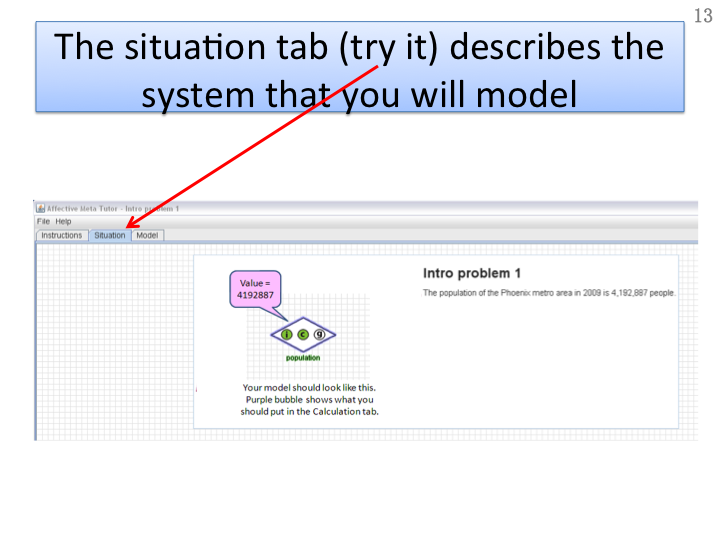 13
The situation tab (try it) describes the
system that you will model
Affective Meta Tutor - Intro problem 1
File Help
Instructions Situation Model
Intro problem 1
The population of the Phoenix metro area in 2009 is 4,192,887 people.
Value =
4192887
i c g
population
Your model should look like this.
Purple bubble shows what you
should put in the Calculation tab.